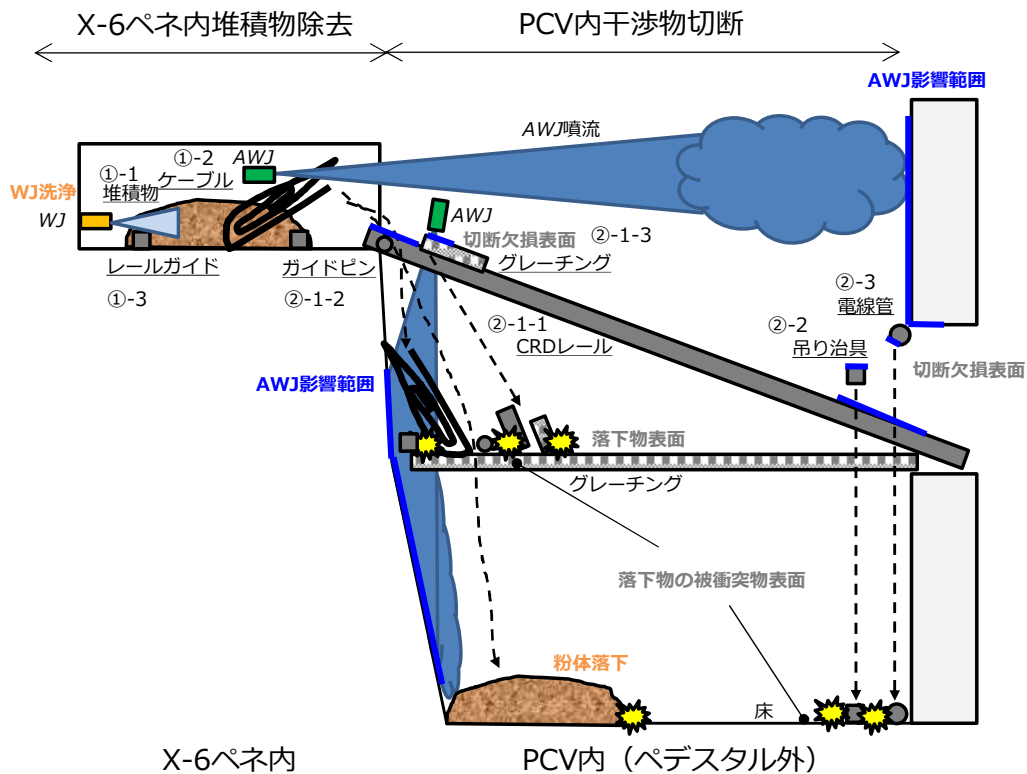 X-6ペネ内堆積物除去
PCV内干渉物切断
AWJ影響範囲
AWJ噴流
①-2 AWJ
ケーブル
①-1
堆積物
WJ洗浄
WJ
AWJ
切断欠損表面 ②-1-3
グレーチング
レールガイド
ガイドピン
①-3
②-1-2
②-3
電線管
②-1-1
CRDレール
②-2
吊り治具
切断欠損表面
AWJ影響範囲
落下物表面
グレーチング
落下物の被衝突物表面
粉体落下
床
X-6ペネ内
PCV内（ペデスタル外）